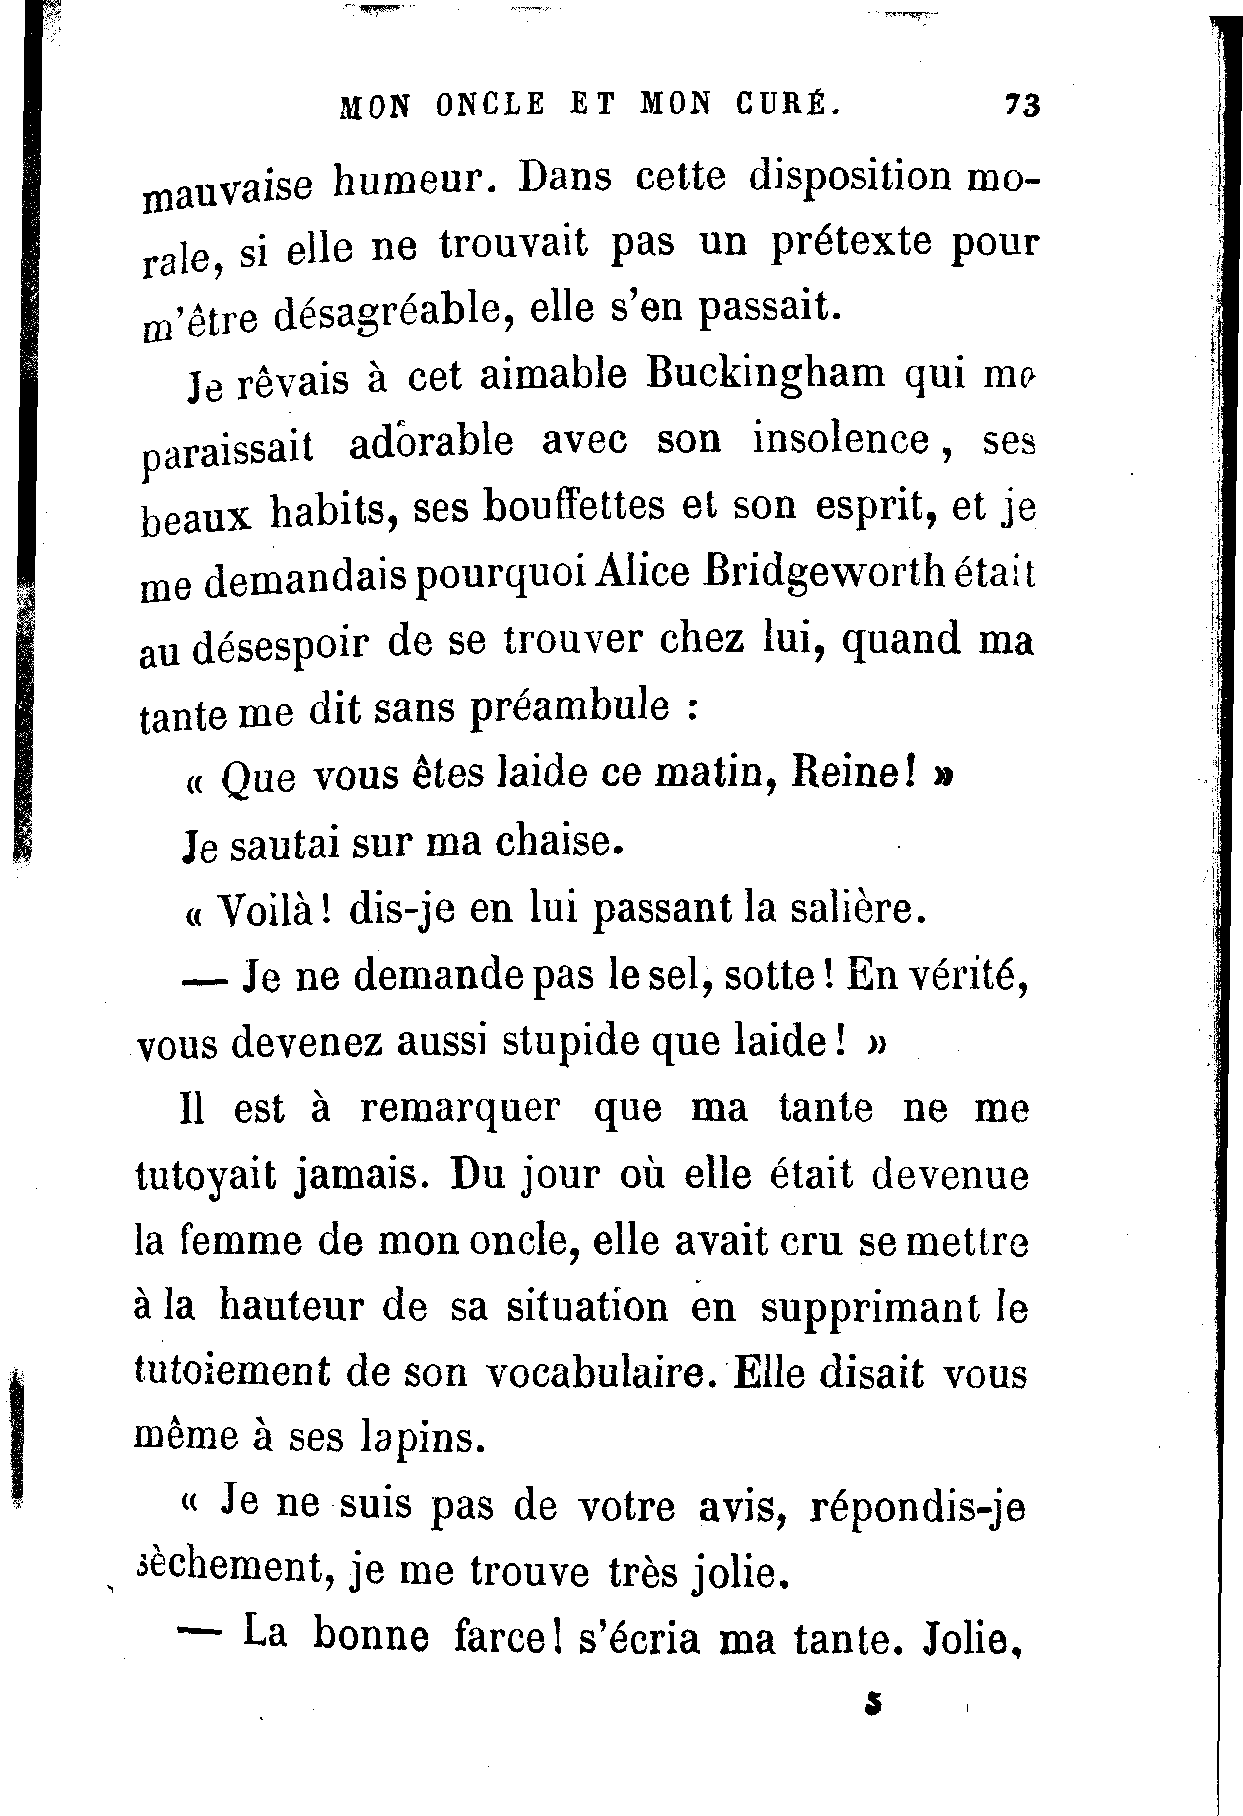 MON ONCLE ET MON CURÉ. 73
mauvaise humeur. Dans cette disposition mo-
rale, si elle ne trouvait pas un prétexte pour
m'être désagréable, elle s'en passait.
Je rêvais à cet aimable Buckingham qui me
paraissait adorable avec son insolence, ses
beaux habits, ses bouffettes et son esprit, et je
me demandais pourquoi Alice Bridgeworth était
au désespoir de se trouver chez lui, quand ma
tante me dit sans préambule :
« Que vous êtes laide ce matin, Reine! »
Je sautai sur ma chaise.
« Voilà! dis-je en lui passant la salière.
— Je ne demande pas le sel, sotte! En vérité,
vous devenez aussi stupide que laide! »
Il est à remarquer que ma tante ne me
tutoyait jamais. Du jour où elle était devenue
la femme de mon oncle, elle avait cru se mettre
à la hauteur de sa situation en supprimant le
tutoiement de son vocabulaire. Elle disait vous
même à ses lapins.
« Je ne suis pas de votre avis, répondis-je
sèchement, je me trouve très jolie.
— La bonne farce! s'écria ma tante. Jolie,
5